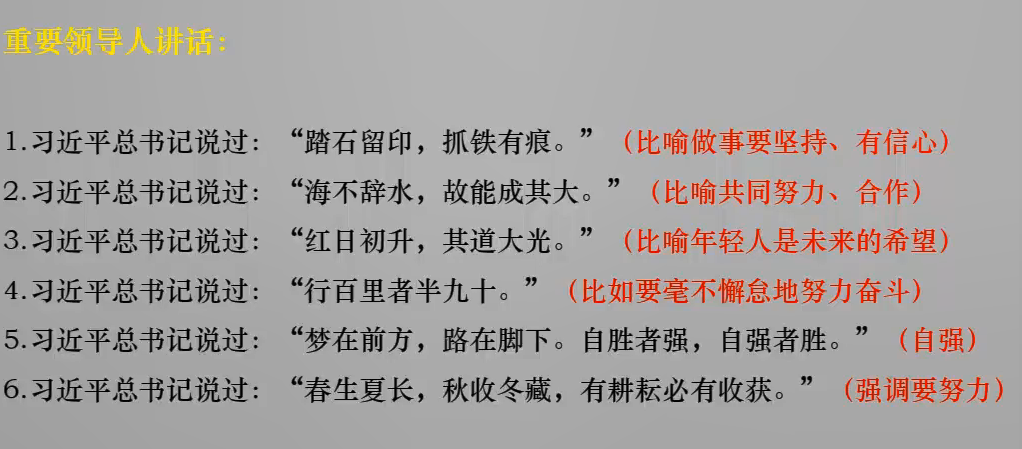 重要领导人讲话：
1.习近平总书记说过：“踏石留印，抓铁有痕。”（比喻做事要坚持、有信心）
2.习近平总书记说过：“海不辞水，故能成其大。”（比喻共同努力、合作）
3.习近平总书记说过：“红日初升，其道大光。”（比喻年轻人是未来的希望）
4.习近平总书记说过：“行百里者半九十。”（比如要毫不懈怠地努力奋斗）
5.习近平总书记说过：“梦在前方，路在脚下。自胜者强，自强者胜。”（自强）
6.习近平总书记说过：“春生夏长，秋收冬藏，有耕耘必有收获。”（强调要努力）